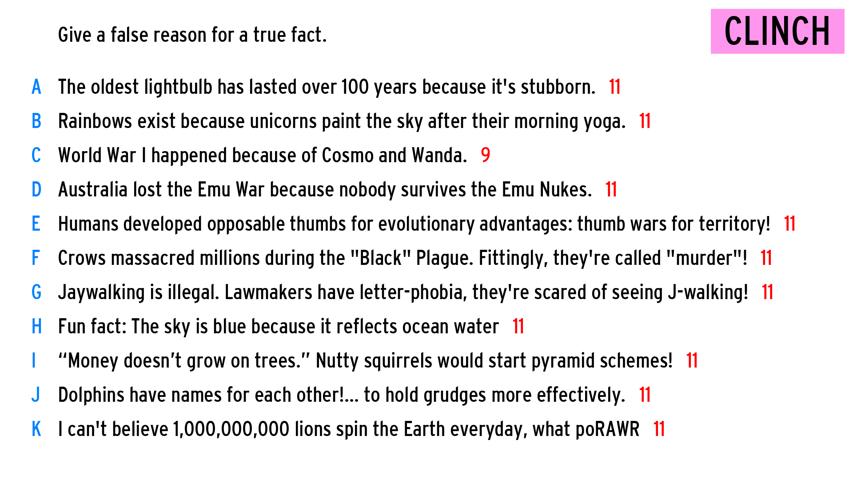 Give a false reason for a true fact.
CLINCH
A The oldest lightbulb has lasted over 100 years because it's stubborn. 11
B Rainbows exist because unicorns paint the sky after their morning yoga. 11
C World War I happened because of Cosmo and Wanda. 9
D Australia lost the Emu War because nobody survives the Emu Nukes. 11
E Humans developed opposable thumbs for evolutionary advantages: thumb wars for territory! 11
F Crows massacred millions during the "Black" Plague. Fittingly, they're called "murder"! 11
G Jaywalking is illegal. Lawmakers have letter-phobia, they're scared of seeing J-walking! 11
H Fun fact: The sky is blue because it reflects ocean water 11
I “Money doesn’t grow on trees.” Nutty squirrels would start pyramid schemes! 11
J Dolphins have names for each other!... to hold grudges more effectively. 11
K I can't believe 1,000,000,000 lions spin the Earth everyday, what poRAWR 11